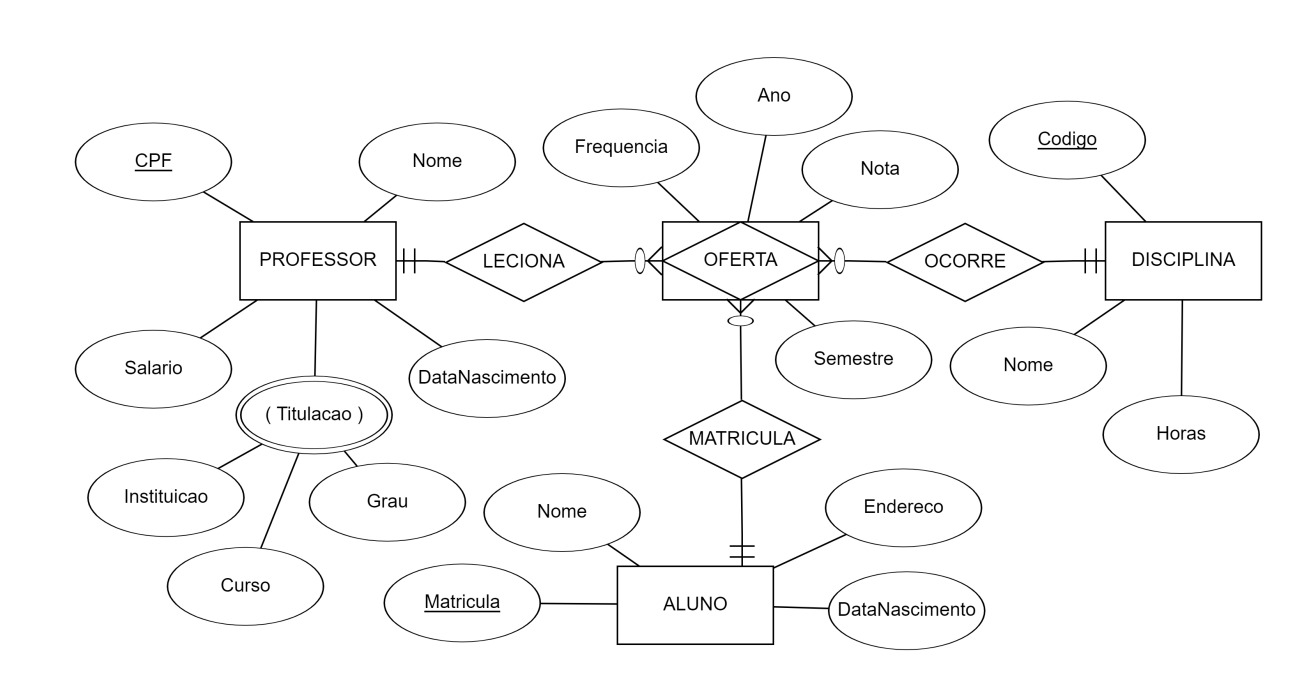 Ano
Codigo
Frequencia
CPF
Nome
Nota
PROFESSOR
LECIONA
OFERTA
OCORRE
DISCIPLINA
Semestre
Nome
Salario
DataNascimento
( Titulacao )
Horas
MATRICULA
Instituicao
Grau
Nome
Endereco
Curso
Matricula
ALUNO
DataNascimento